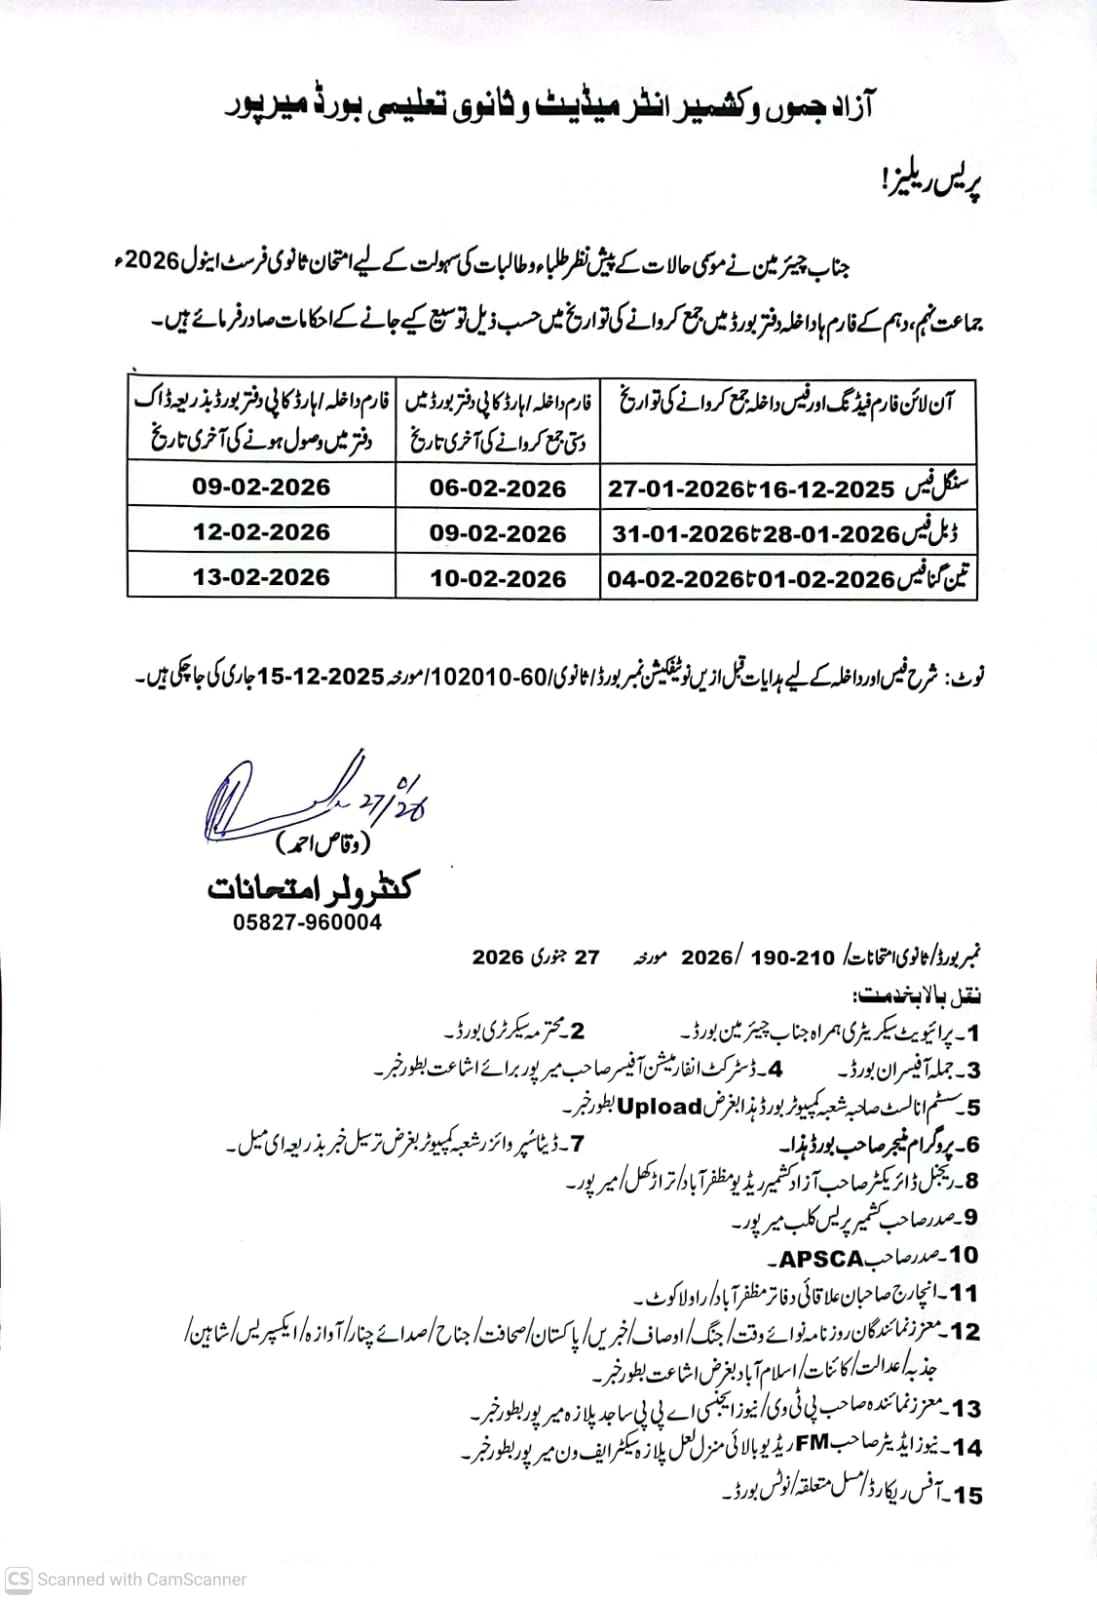 آزاد جموں و کشمیر انٹر میڈیٹ و ثانوی تعلیمی بورڈ میرپور
پریس ریلیز!
جناب چیئرمین نے موسمی حالات کے پیش نظر طلباء و طالبات کی سہولت کے لیے امتحان ثانوی فرسٹ اینول 2026ء
جماعت نہم، دہم کے فارم ہا داخلہ دفتر بورڈ میں جمع کروانے کی تواریخ میں حسب ذیل توسیع کیے جانے کے احکامات صادر فرمائے ہیں۔
آن لائن فارم فیڈنگ اور فیس داخلہ جمع کروانے کی تواریخ
فارم داخلہ/ہارڈ کاپی دفتر بورڈ میں
دستی جمع کروانے کی آخری تاریخ
فارم داخلہ/ہارڈ کاپی دفتر بورڈ بذریعہ ڈاک
دفتر میں وصول ہونے کی آخری تاریخ
سنگل فیس 16-12-2025 تا 27-01-2026
06-02-2026
09-02-2026
ڈبل فیس 28-01-2026 تا 31-01-2026
09-02-2026
12-02-2026
تین گنا فیس 01-02-2026 تا 04-02-2026
10-02-2026
13-02-2026
نوٹ: شرح فیس اور داخلہ کے لیے ہدایات قبل ازیں نوٹیفکیشن نمبر بورڈ/ثانوی/60-102010/مورخہ 15-12-2025 جاری کی جا چکی ہیں۔
27/01/26
(وقاص احمد)
کنٹرولر امتحانات
05827-960004
نمبر بورڈ/ثانوی امتحانات/ 190-210 /2026 مورخہ 27 جنوری 2026
نقل بالا بخدمت:
1۔ پرائیویٹ سیکریٹری ہمراہ جناب چیئرمین بورڈ۔ 2۔ محترمہ سیکرٹری بورڈ۔
3۔ جملہ آفیسران بورڈ۔ 4۔ ڈسٹرکٹ انفارمیشن آفیسر صاحب میرپور برائے اشاعت بطور خبر۔
5۔ سسٹم انالسٹ صاحبہ شعبہ کمپیوٹر بورڈ ہذا بغرض Upload بطور خبر۔
6۔ پروگرام منیجر صاحب بورڈ ہذا۔ 7۔ ڈیٹا سپروائزر شعبہ کمپیوٹر بغرض ترسیل خبر بذریعہ ای میل۔
8۔ ریجنل ڈائریکٹر صاحب آزاد کشمیر ریڈیو مظفرآباد/تراڑکھل/میرپور۔
9۔ صدر صاحب کشمیر پریس کلب میرپور۔
10۔ صدر صاحب APSCA۔
11۔ انچارج صاحبان علاقائی دفاتر مظفرآباد/راولاکوٹ۔
12۔ معزز نمائندگان روزنامہ نوائے وقت/جنگ/اوصاف/خبریں/پاکستان/صحافت/جناح/صدائے چنار/آوازہ/ایکسپریس/شاہین/
جذبہ/عدالت/کائنات/اسلام آباد بغرض اشاعت بطور خبر۔
13۔ معزز نمائندہ صاحب پی ٹی وی/نیوز ایجنسی اے پی پی ساجد پلازہ میرپور بطور خبر۔
14۔ نیوز ایڈیٹر صاحب FM ریڈیو بالائی منزل لعل پلازہ سیکٹر ایف ون میرپور بطور خبر۔
15۔ آفس ریکارڈ/مسل متعلقہ/نوٹس بورڈ۔
CS Scanned with CamScanner